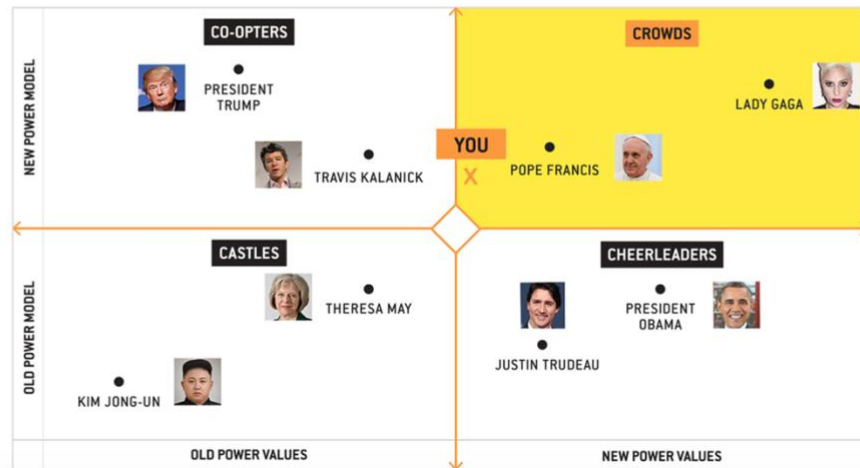 CO-OPTERS
CROWDS
NEW POWER MODEL
PRESIDENT
TRUMP
LADY GAGA
TRAVIS KALANICK
YOU
X
POPE FRANCIS
CASTLES
CHEERLEADERS
OLD POWER MODEL
THERESA MAY
PRESIDENT
OBAMA
JUSTIN TRUDEAU
KIM JONG-UN
OLD POWER VALUES
NEW POWER VALUES